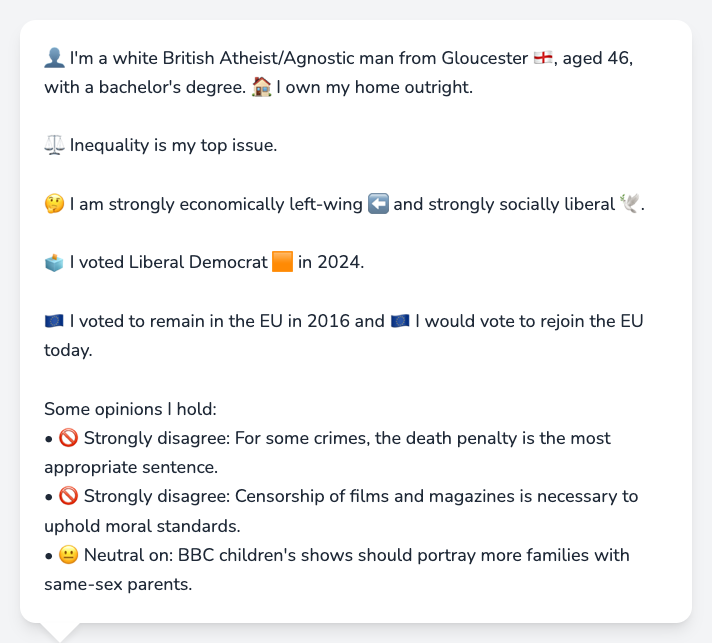 👤 I'm a white British Atheist/Agnostic man from Gloucester 🏴󠁧󠁢󠁥󠁮󠁧󠁿, aged 46,
with a bachelor's degree. 🏠 I own my home outright.
⚖️ Inequality is my top issue.
🤔 I am strongly economically left-wing ⬅️ and strongly socially liberal 🕊️.
🗳️ I voted Liberal Democrat 🟧 in 2024.
🇪🇺 I voted to remain in the EU in 2016 and 🇪🇺 I would vote to rejoin the EU
today.
Some opinions I hold:
• 🚫 Strongly disagree: For some crimes, the death penalty is the most
appropriate sentence.
• 🚫 Strongly disagree: Censorship of films and magazines is necessary to
uphold moral standards.
• 😐 Neutral on: BBC children's shows should portray more families with
same-sex parents.